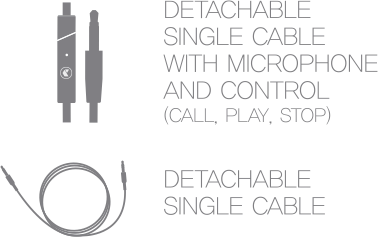 DETACHABLE
SINGLE CABLE
WITH MICROPHONE
AND CONTROL
(CALL, PLAY, STOP)
DETACHABLE
SINGLE CABLE